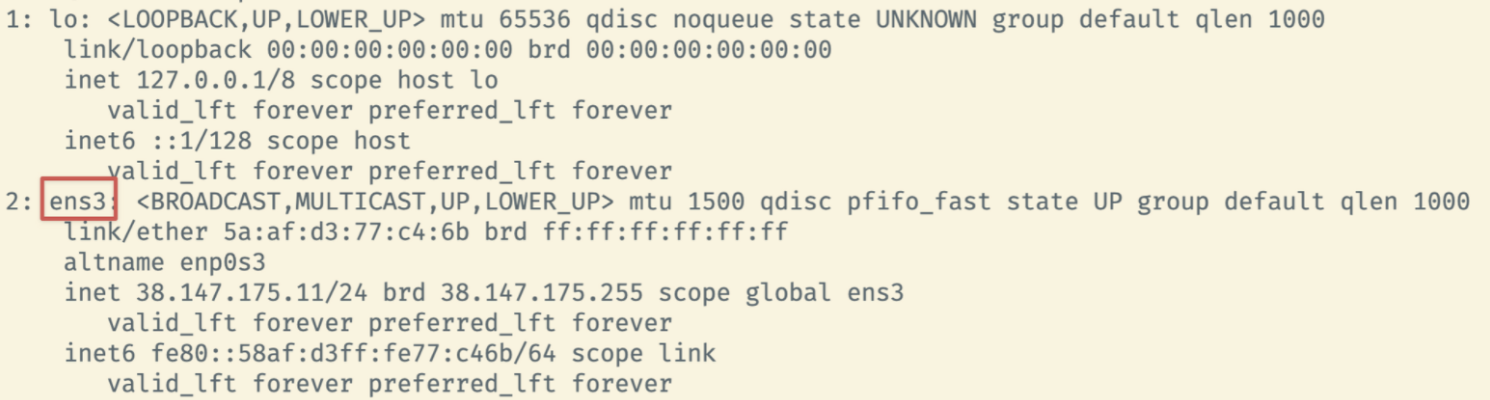 1: lo: <LOOPBACK,UP,LOWER_UP> mtu 65536 qdisc noqueue state UNKNOWN group default qlen 1000
link/loopback 00:00:00:00:00:00 brd 00:00:00:00:00:00
inet 127.0.0.1/8 scope host lo
valid_lft forever preferred_lft forever
inet6 ::1/128 scope host
valid_lft forever preferred_lft forever
2: ens3: <BROADCAST,MULTICAST,UP,LOWER_UP> mtu 1500 qdisc pfifo_fast state UP group default qlen 1000
link/ether 5a:af:d3:77:c4:6b brd ff:ff:ff:ff:ff:ff
altname enp0s3
inet 38.147.175.11/24 brd 38.147.175.255 scope global ens3
valid_lft forever preferred_lft forever
inet6 fe80::58af:d3ff:fe77:c46b/64 scope link
valid_lft forever preferred_lft forever